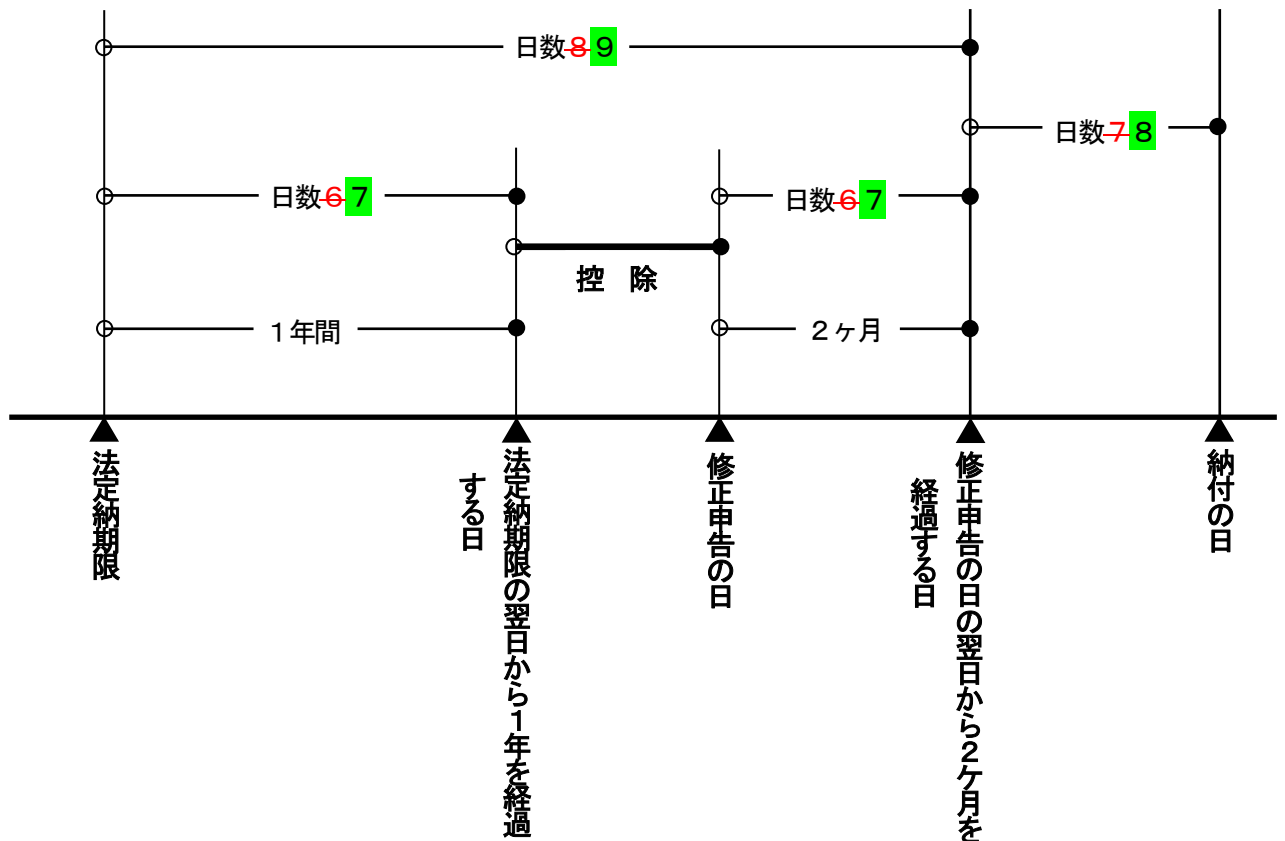 日数８９
日数７８
日数６７
日数６７
控　除
１年間
２ヶ月
法定納期限
法定納期限の翌日から１年を経過
する日
修正申告の日
修正申告の日の翌日から２ケ月を
経過する日
納付の日